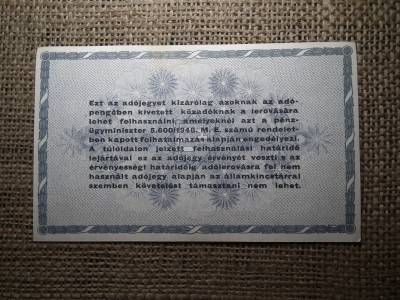 Ezt az adójegyet kizárólag azoknak az adó-
pengőben kivetett közadóknak a lerovására
lehet felhasználni, amelyeknél azt a pénz-
ügyminiszter 5.600/1946. M. E. számú rendelet-
ben kapott felhatalmazás alapján engedélyezi.
A túloldalon jelzett felhasználási határidő
lejártával ez az adójegy érvényét veszti s az
érvényességi határidőig adólerovásra fel nem
használt adójegy alapján az államkincstárral
szemben követelést támasztani nem lehet.